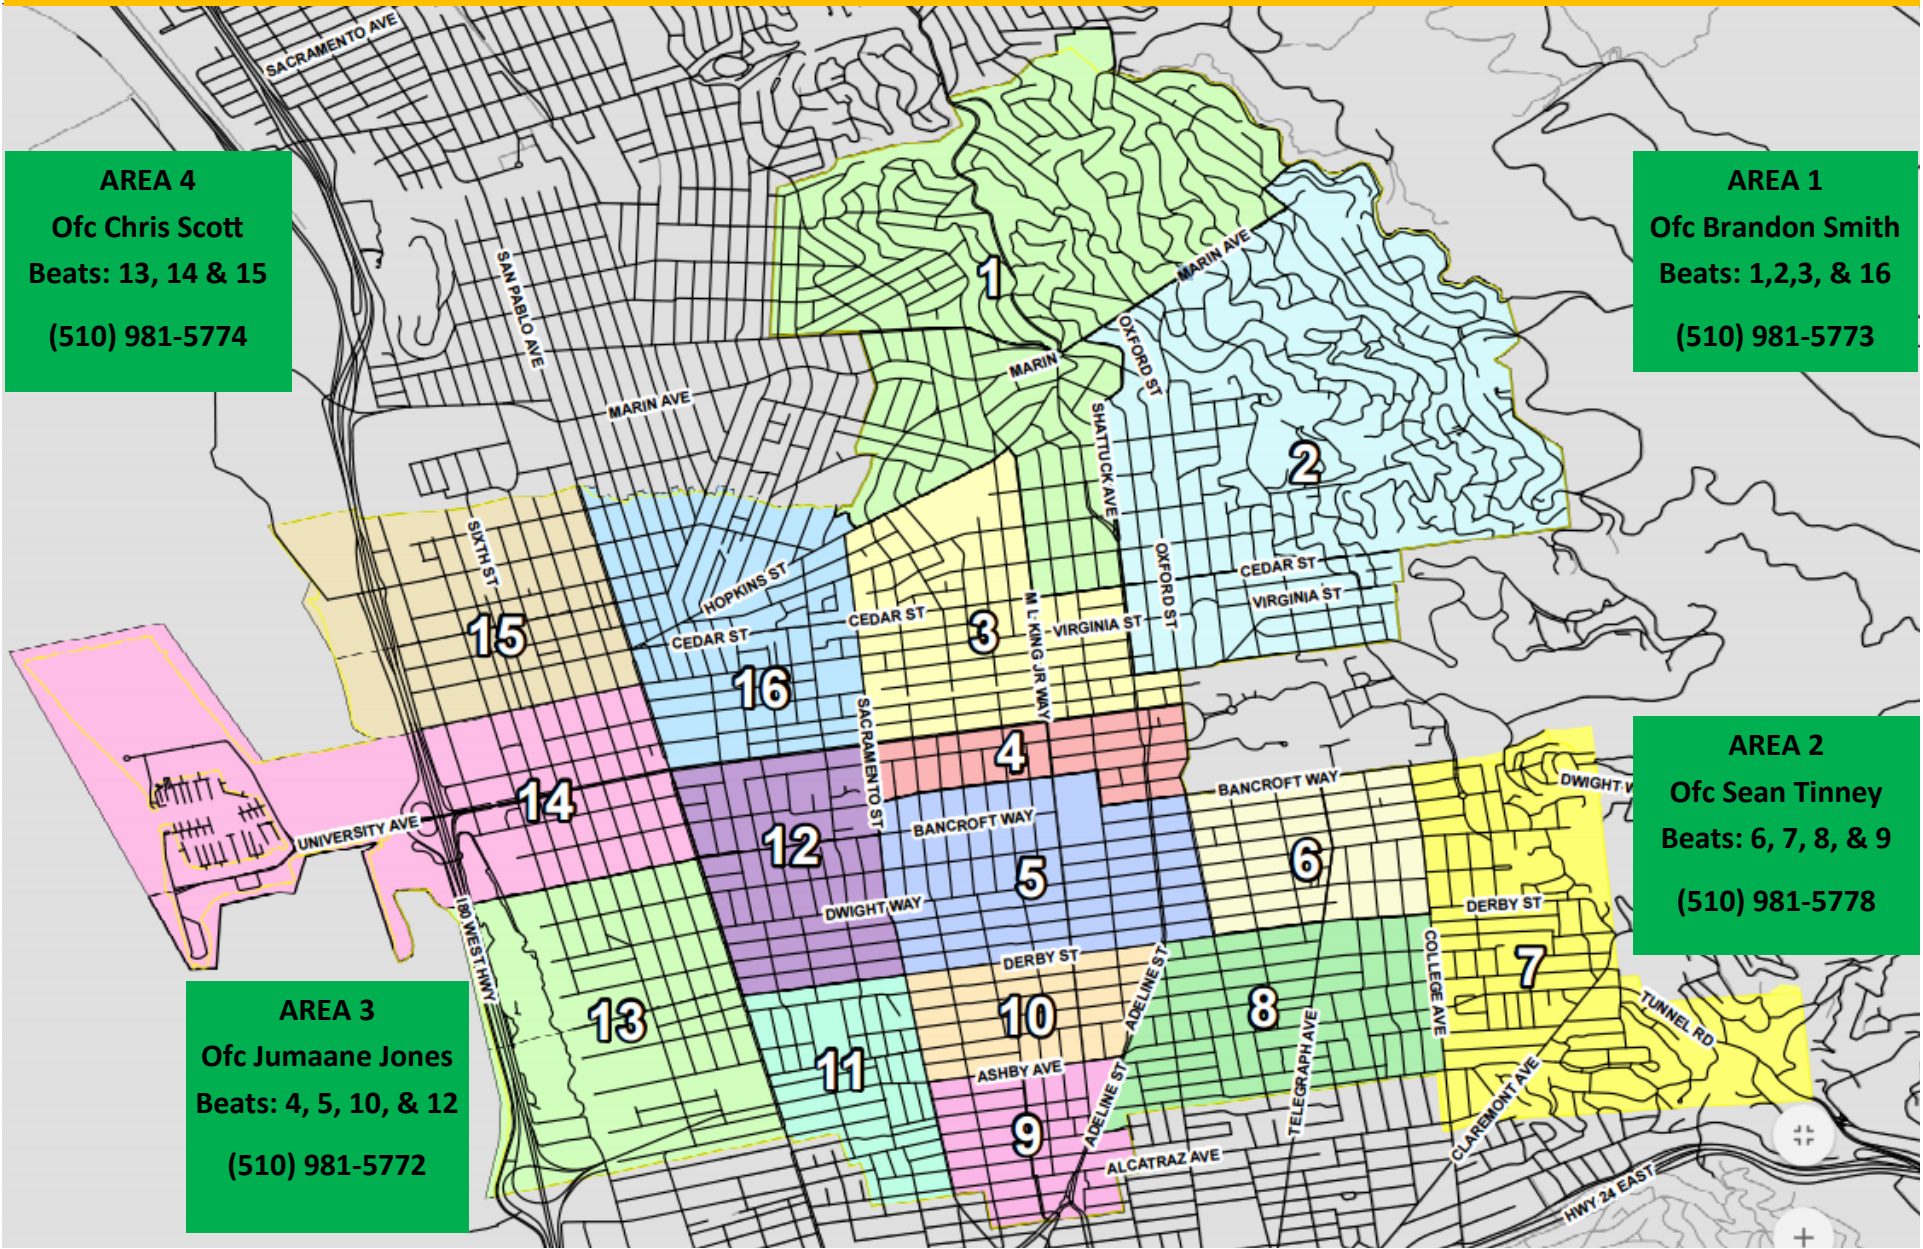 SACRAMENTO AVE
AREA 4
Ofc Chris Scott
Beats: 13, 14 & 15
(510) 981-5774
AREA 1
Ofc Brandon Smith
Beats: 1,2,3, & 16
(510) 981-5773
SAN PABLO AVE
1
MARIN AVE
OXFORD ST
MARIN
MARIN AVE
SHATTUCK AVE
2
SIXTH ST
HOPKINS ST
OXFORD ST
CEDAR ST
VIRGINIA ST
15
CEDAR ST
CEDAR ST
3
M L KING JR WAY
VIRGINIA ST
16
SACRAMENTO ST
4
AREA 2
Ofc Sean Tinney
Beats: 6, 7, 8, & 9
(510) 981-5778
14
UNIVERSITY AVE
12
BANCROFT WAY
BANCROFT WAY
DWIGHT W
5
6
DWIGHT WAY
DERBY ST
I80 WEST HWY
COLLEGE AVE
DERBY ST
7
ADELINE ST
AREA 3
Ofc Jumaane Jones
Beats: 4, 5, 10, & 12
(510) 981-5772
13
10
8
TUNNEL RD
11
ASHBY AVE
TELEGRAPH AVE
9
ADELINE ST
CLAREMONT AVE
ALCATRAZ AVE
HWY 24 EAST